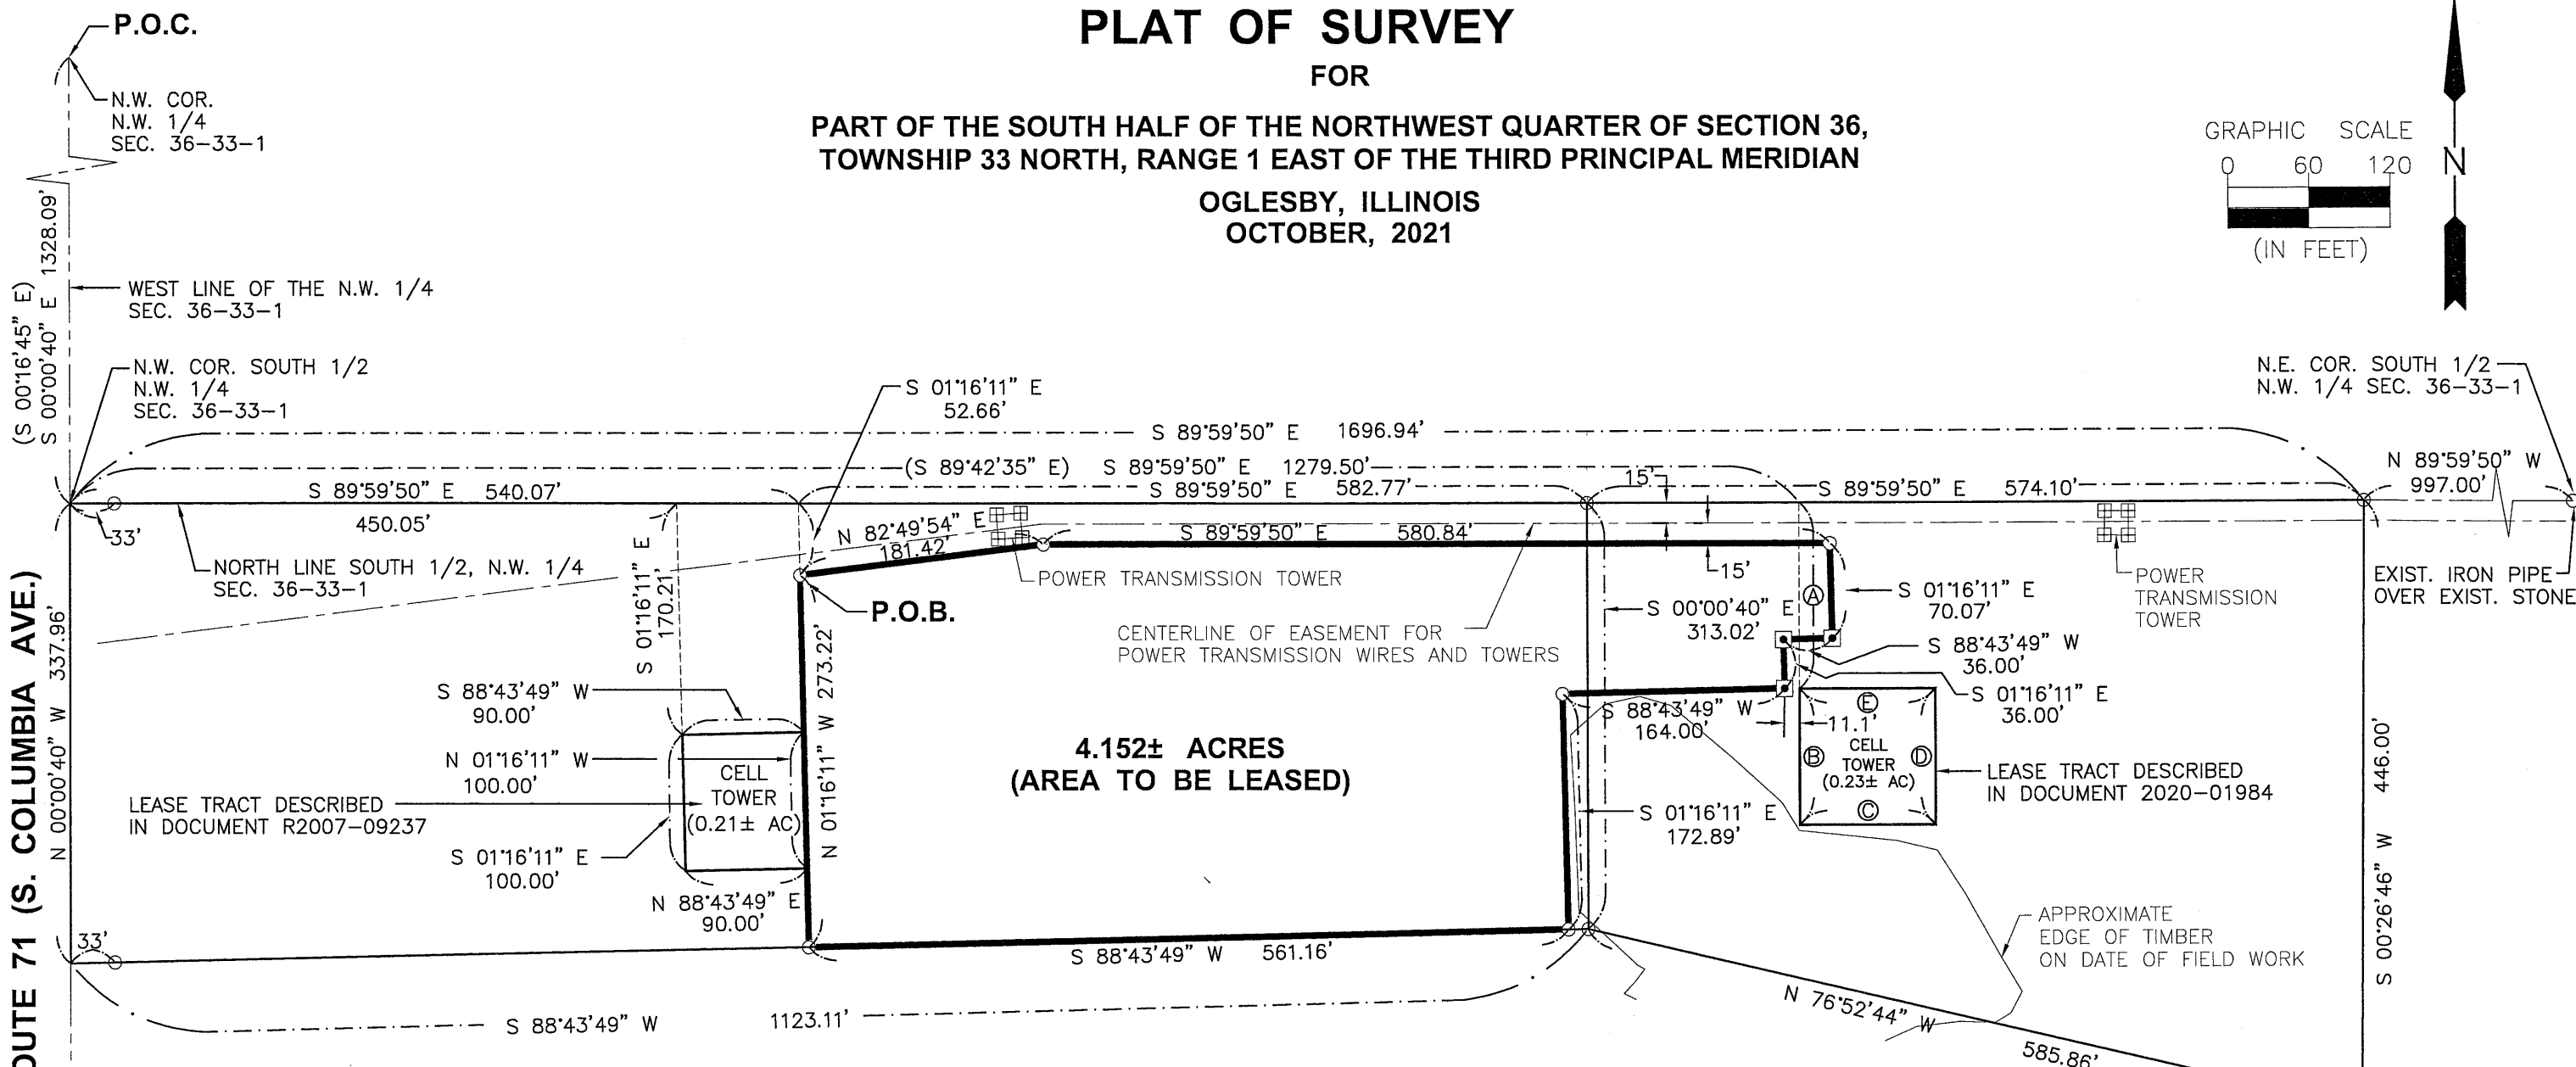 PLAT OF SURVEY
FOR
PART OF THE SOUTH HALF OF THE NORTHWEST QUARTER OF SECTION 36,
TOWNSHIP 33 NORTH, RANGE 1 EAST OF THE THIRD PRINCIPAL MERIDIAN
OGLESBY, ILLINOIS
OCTOBER, 2021
P.O.C.
N.W. COR.
N.W. 1/4
SEC. 36-33-1
GRAPHIC SCALE
0 60 120
(IN FEET)
N
(S 00°16'45" E)
S 00°00'40" E 1328.09'
WEST LINE OF THE N.W. 1/4
SEC. 36-33-1
N.W. COR. SOUTH 1/2
N.W. 1/4
SEC. 36-33-1
S 01°16'11" E
52.66'
N.E. COR. SOUTH 1/2
N.W. 1/4 SEC. 36-33-1
S 89°59'50" E 1696.94'
(S 89°42'35" E) S 89°59'50" E 1279.50'
S 89°59'50" E 540.07'
S 89°59'50" E 582.77'
15'
S 89°59'50" E 574.10'
N 89°59'50" W
997.00'
450.05'
33'
N 82°49'54" E
181.42'
S 89°59'50" E 580.84'
15'
NORTH LINE SOUTH 1/2, N.W. 1/4
SEC. 36-33-1
POWER TRANSMISSION TOWER
P.O.B.
CENTERLINE OF EASEMENT FOR
POWER TRANSMISSION WIRES AND TOWERS
S 00°00'40" E
313.02'
A
S 01°16'11" E
70.07'
POWER
TRANSMISSION
TOWER
EXIST. IRON PIPE
OVER EXIST. STONE
S 88°43'49" W
36.00'
S 01°16'11" E
36.00'
S 01°16'11" E
170.21'
N 00°00'40" W 337.96'
OUTE 71 (S. COLUMBIA AVE.)
S 88°43'49" W
90.00'
N 01°16'11" W
100.00'
LEASE TRACT DESCRIBED
IN DOCUMENT R2007-09237
CELL
TOWER
(0.21± AC)
S 01°16'11" E
100.00'
N 88°43'49" E
90.00'
N 01°16'11" W 273.22'
4.152± ACRES
(AREA TO BE LEASED)
S 88°43'49" W
164.00'
11.1'
E
B
CELL
TOWER
(0.23± AC)
D
C
LEASE TRACT DESCRIBED
IN DOCUMENT 2020-01984
S 01°16'11" E
172.89'
S 00°26'46" W 446.00'
33'
S 88°43'49" W 561.16'
APPROXIMATE
EDGE OF TIMBER
ON DATE OF FIELD WORK
S 88°43'49" W 1123.11'
N 76°52'44" W
585.86'